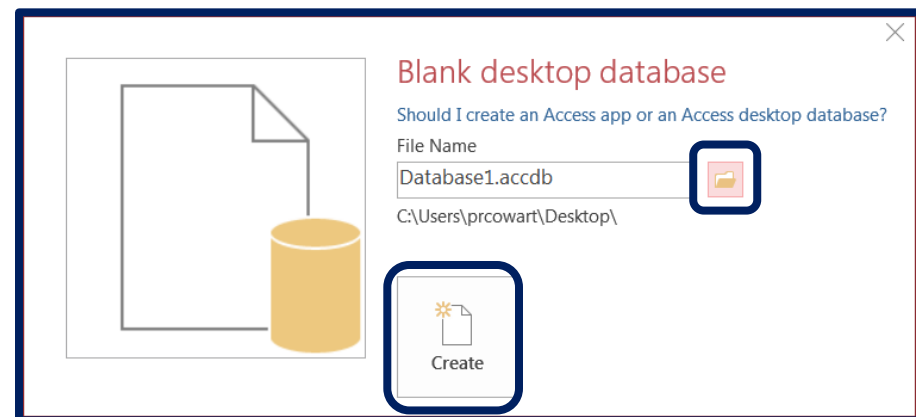 Blank desktop database
Should I create an Access app or an Access desktop database?
File Name
Database1.accdb
C:\Users\prcowart\Desktop\
Create